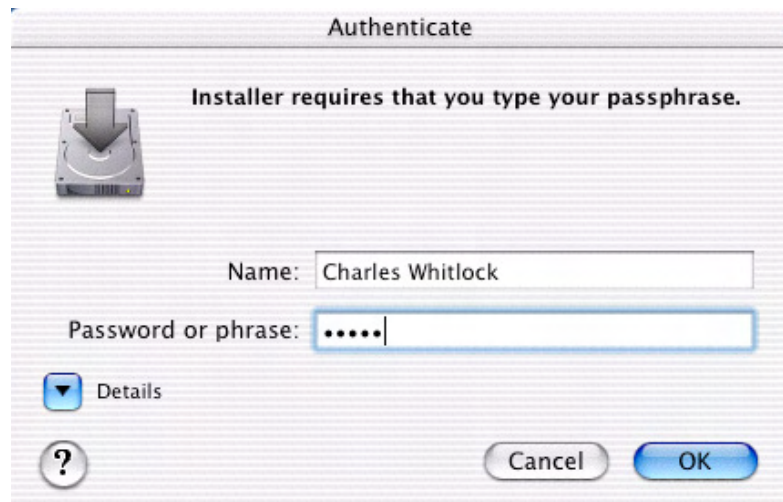 Authenticate
Installer requires that you type your passphrase.
Name: Charles Whitlock
Password or phrase: •••••
Details
? Cancel OK